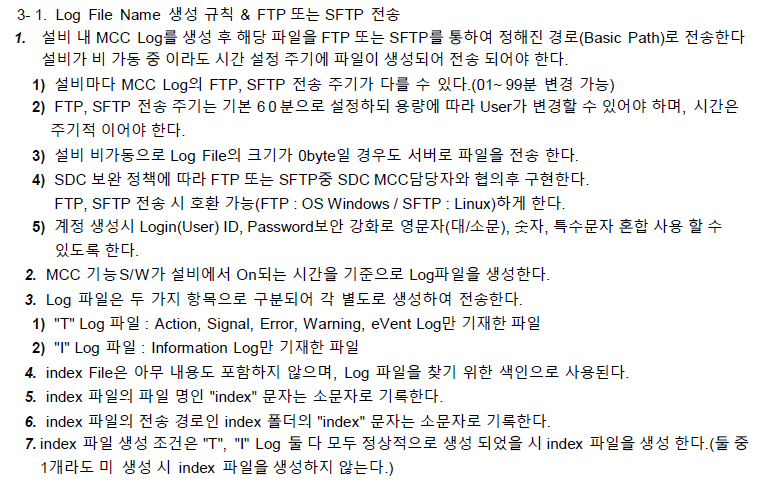 3- 1. Log File Name 생성 규칙 & FTP 또는 SFTP 전송
1. 설비 내 MCC Log를 생성 후 해당 파일을 FTP 또는 SFTP를 통하여 정해진 경로(Basic Path)로 전송한다
설비가 비 가동 중 이라도 시간 설정 주기에 파일이 생성되어 전송 되어야 한다.
1) 설비마다 MCC Log의 FTP, SFTP 전송 주기가 다를 수 있다.(01~ 99분 변경 가능)
2) FTP, SFTP 전송 주기는 기본 60분으로 설정하되 용량에 따라 User가 변경할 수 있어야 하며, 시간은
주기적 이어야 한다.
3) 설비 비가동으로 Log File의 크기가 0byte일 경우도 서버로 파일을 전송 한다.
4) SDC 보완 정책에 따라 FTP 또는 SFTP중 SDC MCC담당자와 협의후 구현한다.
FTP, SFTP 전송 시 호환 가능(FTP : OS Windows / SFTP : Linux)하게 한다.
5) 계정 생성시 Login(User) ID, Password보안 강화로 영문자(대/소문), 숫자, 특수문자 혼합 사용 할 수
있도록 한다.
2. MCC 기능S/W가 설비에서 On되는 시간을 기준으로 Log파일을 생성한다.
3. Log 파일은 두 가지 항목으로 구분되어 각 별도로 생성하여 전송한다.
1) "T" Log 파일 : Action, Signal, Error, Warning, eVent Log만 기재한 파일
2) "I" Log 파일 : Information Log만 기재한 파일
4. index File은 아무 내용도 포함하지 않으며, Log 파일을 찾기 위한 색인으로 사용된다.
5. index 파일의 파일 명인 "index" 문자는 소문자로 기록한다.
6. index 파일의 전송 경로인 index 폴더의 "index" 문자는 소문자로 기록한다.
7. index 파일 생성 조건은 "T", "I" Log 둘 다 모두 정상적으로 생성 되었을 시 index 파일을 생성 한다.(둘 중
1개라도 미 생성 시 index 파일을 생성하지 않는다.)